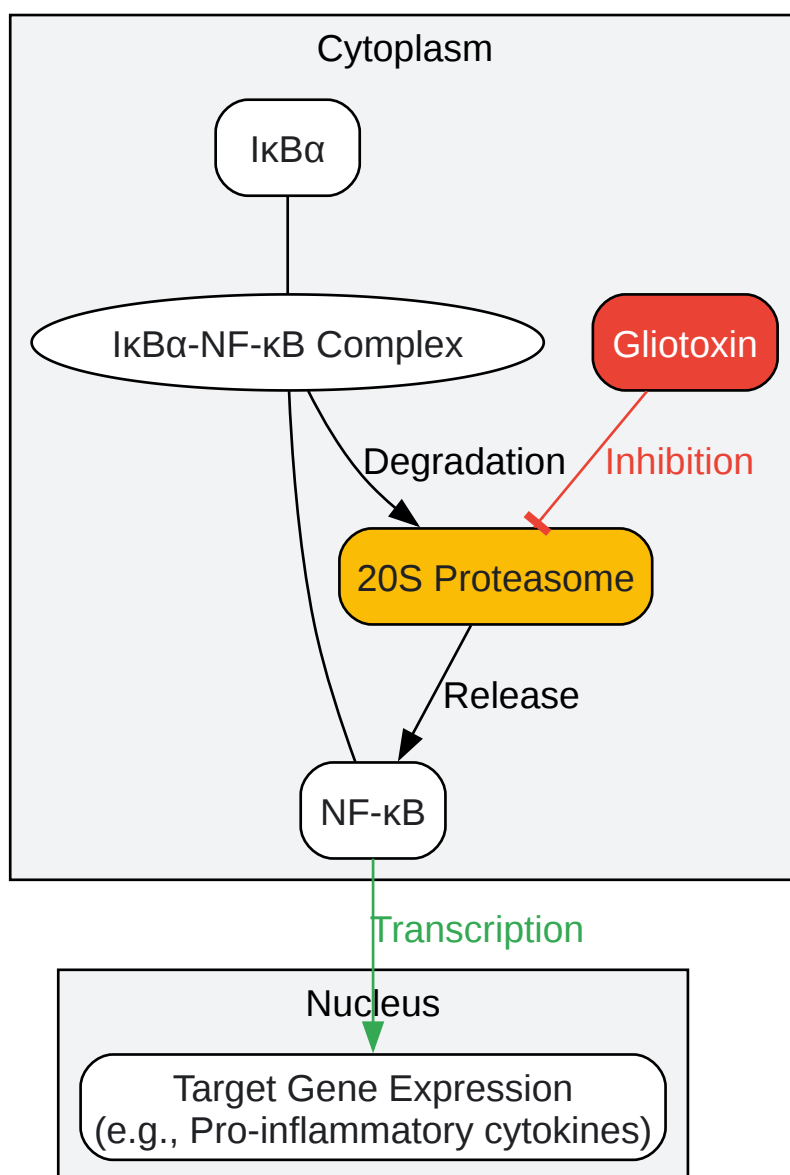 Cytoplasm
IκBα
IκBα-NF-κB Complex
Gliotoxin
Degradation
Inhibition
20S Proteasome
Release
NF-κB
Transcription
Nucleus
Target Gene Expression
(e.g., Pro-inflammatory cytokines)